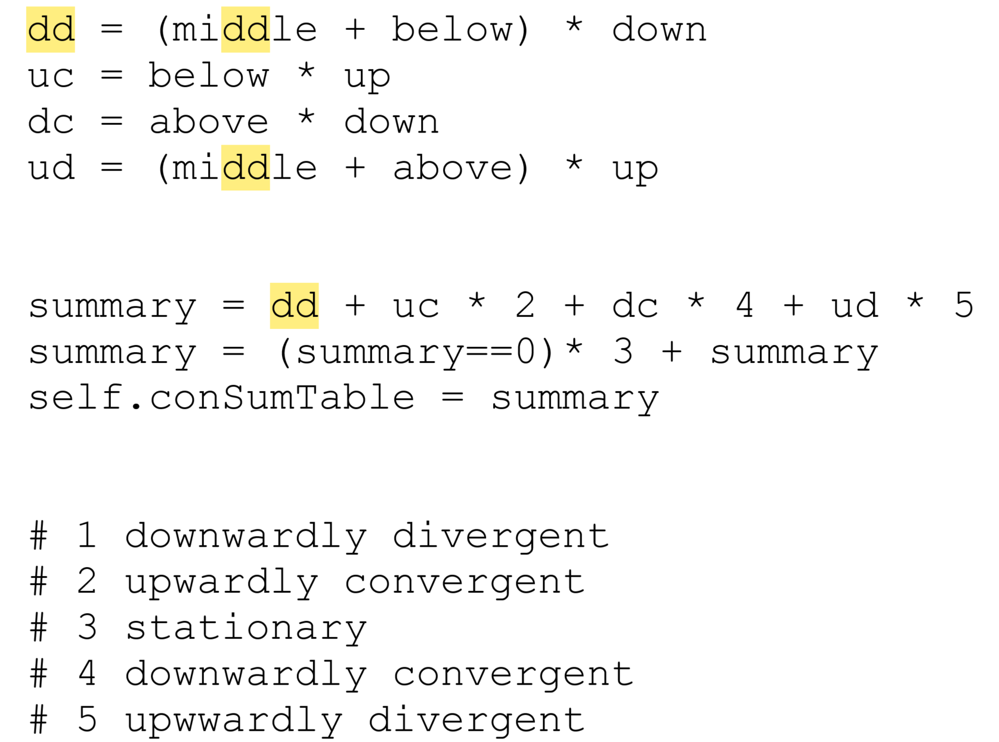 dd = (middle + below) * down
uc = below * up
dc = above * down
ud = (middle + above) * up
summary = dd + uc * 2 + dc * 4 + ud * 5
summary = (summary==0)* 3 + summary
self.conSumTable = summary
# 1 downwardly divergent
# 2 upwardly convergent
# 3 stationary
# 4 downwardly convergent
# 5 upwwardly divergent